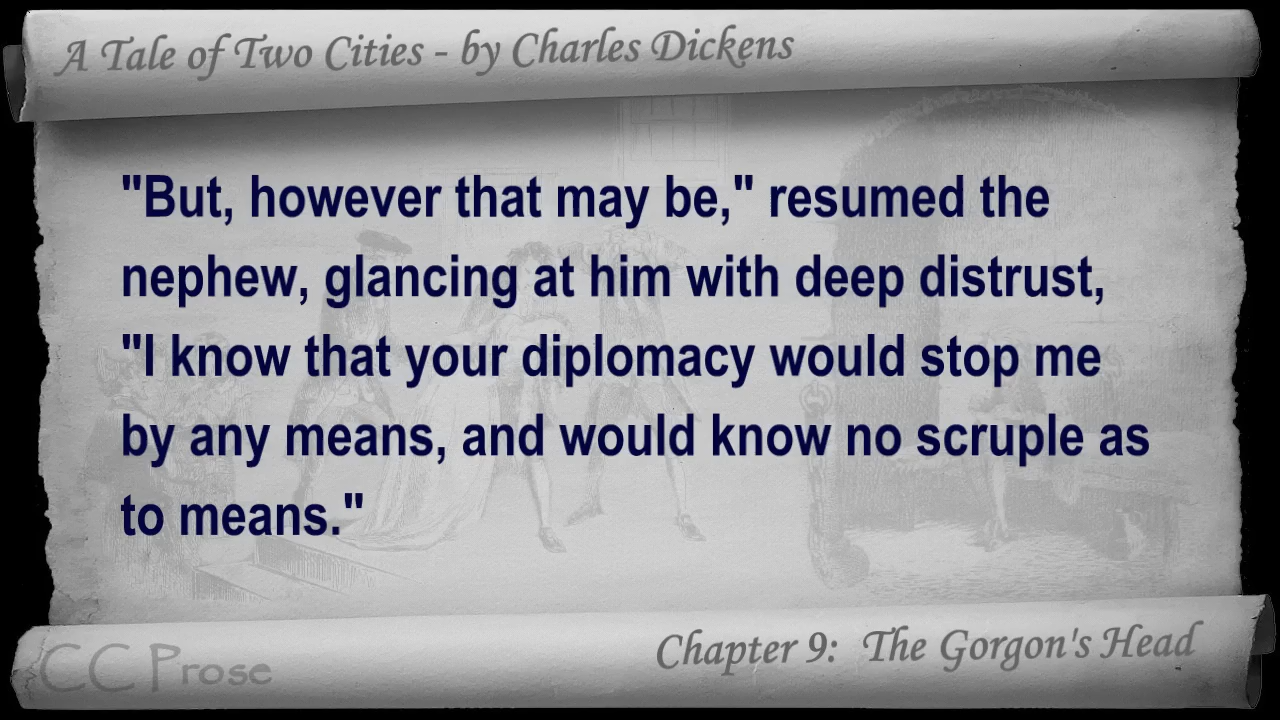 A Tale of Two Cities - by Charles Dickens
"But, however that may be," resumed the
nephew, glancing at him with deep distrust,
"I know that your diplomacy would stop me
by any means, and would know no scruple as
to means."
CC Prose
Chapter 9: The Gorgon's Head